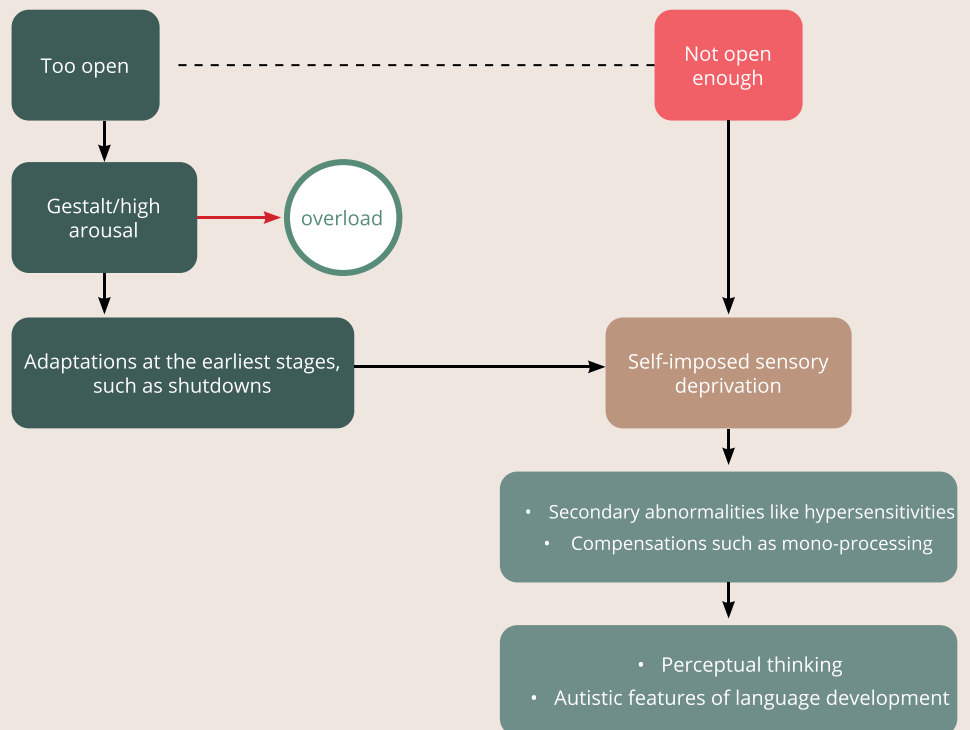 Too open
Not open
enough
Gestalt/high
arousal
overload
Adaptations at the earliest stages,
such as shutdowns
Self-imposed sensory
deprivation
• Secondary abnormalities like hypersensitivities
• Compensations such as mono-processing
• Perceptual thinking
• Autistic features of language development